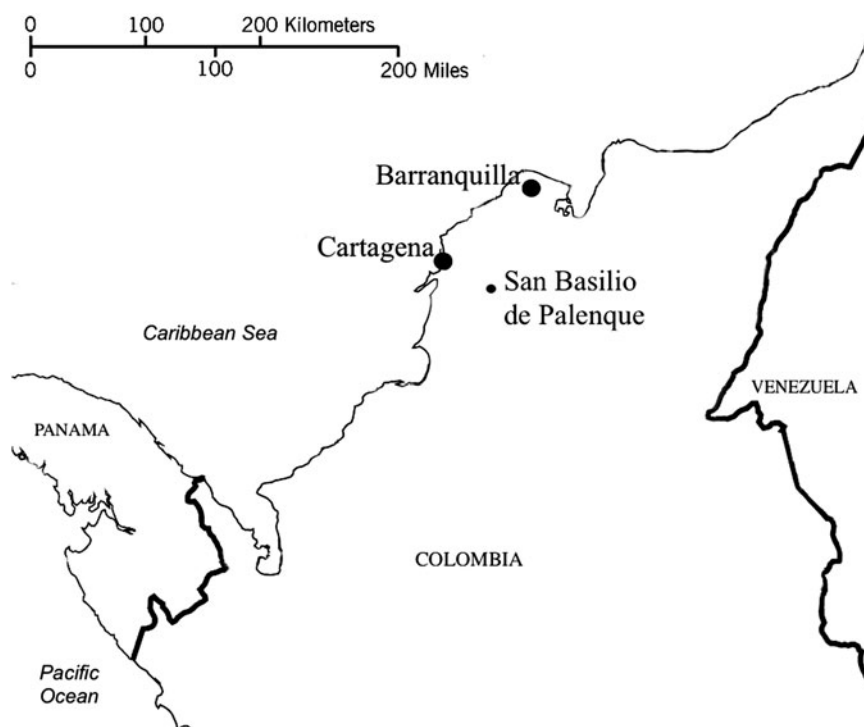 0 100 200 Kilometers
0 100 200 Miles
Barranquilla
Cartagena
San Basilio
de Palenque
Caribbean Sea
VENEZUELA
PANAMA
COLOMBIA
Pacific
Ocean